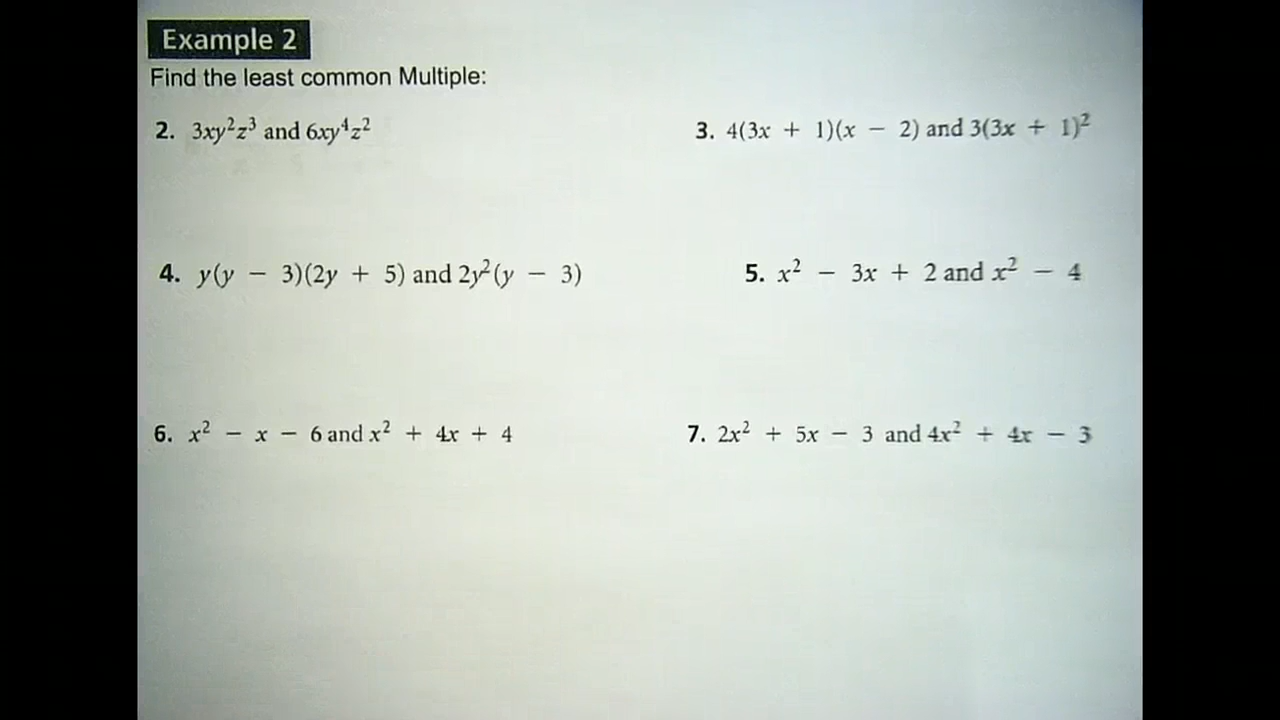 Example 2
Find the least common Multiple:
2. 3xy²z³ and 6xy⁴z²
3. 4(3x + 1)(x − 2) and 3(3x + 1)²
4. y(y − 3)(2y + 5) and 2y²(y − 3)
5. x² − 3x + 2 and x² − 4
6. x² − x − 6 and x² + 4x + 4
7. 2x² + 5x − 3 and 4x² + 4x − 3